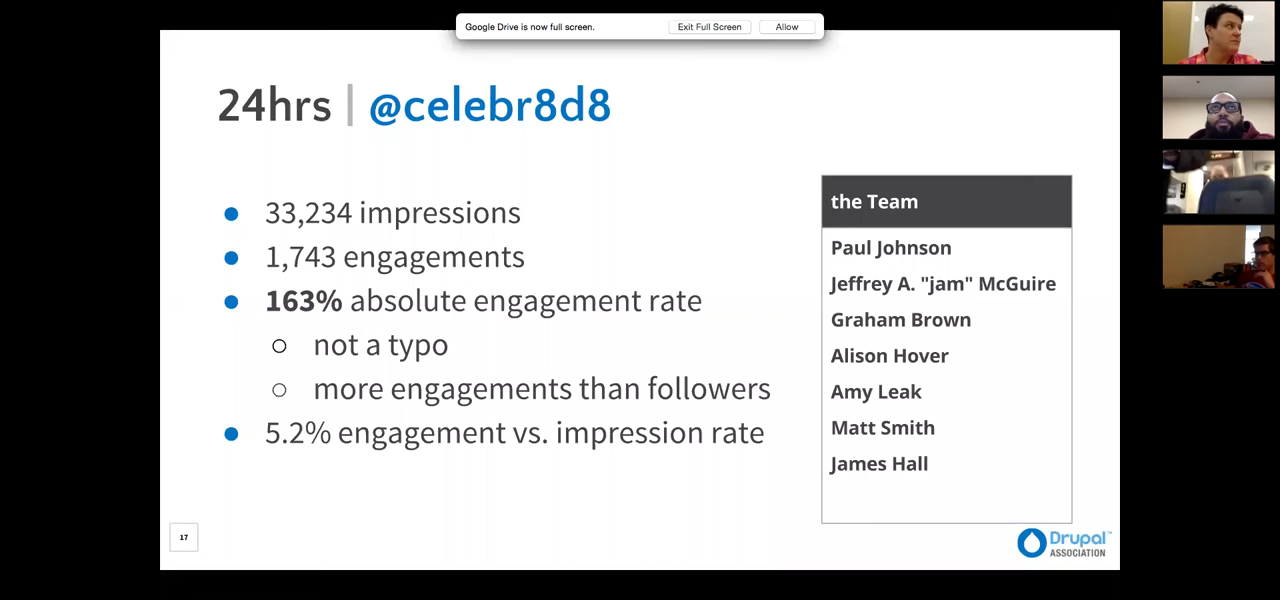 Google Drive is now full screen.
Exit Full Screen
Allow
24hrs | @celebr8d8
33,234 impressions
1,743 engagements
163% absolute engagement rate
not a typo
more engagements than followers
5.2% engagement vs. impression rate
the Team
Paul Johnson
Jeffrey A. "jam" McGuire
Graham Brown
Alison Hover
Amy Leak
Matt Smith
James Hall
17
Drupal™
ASSOCIATION